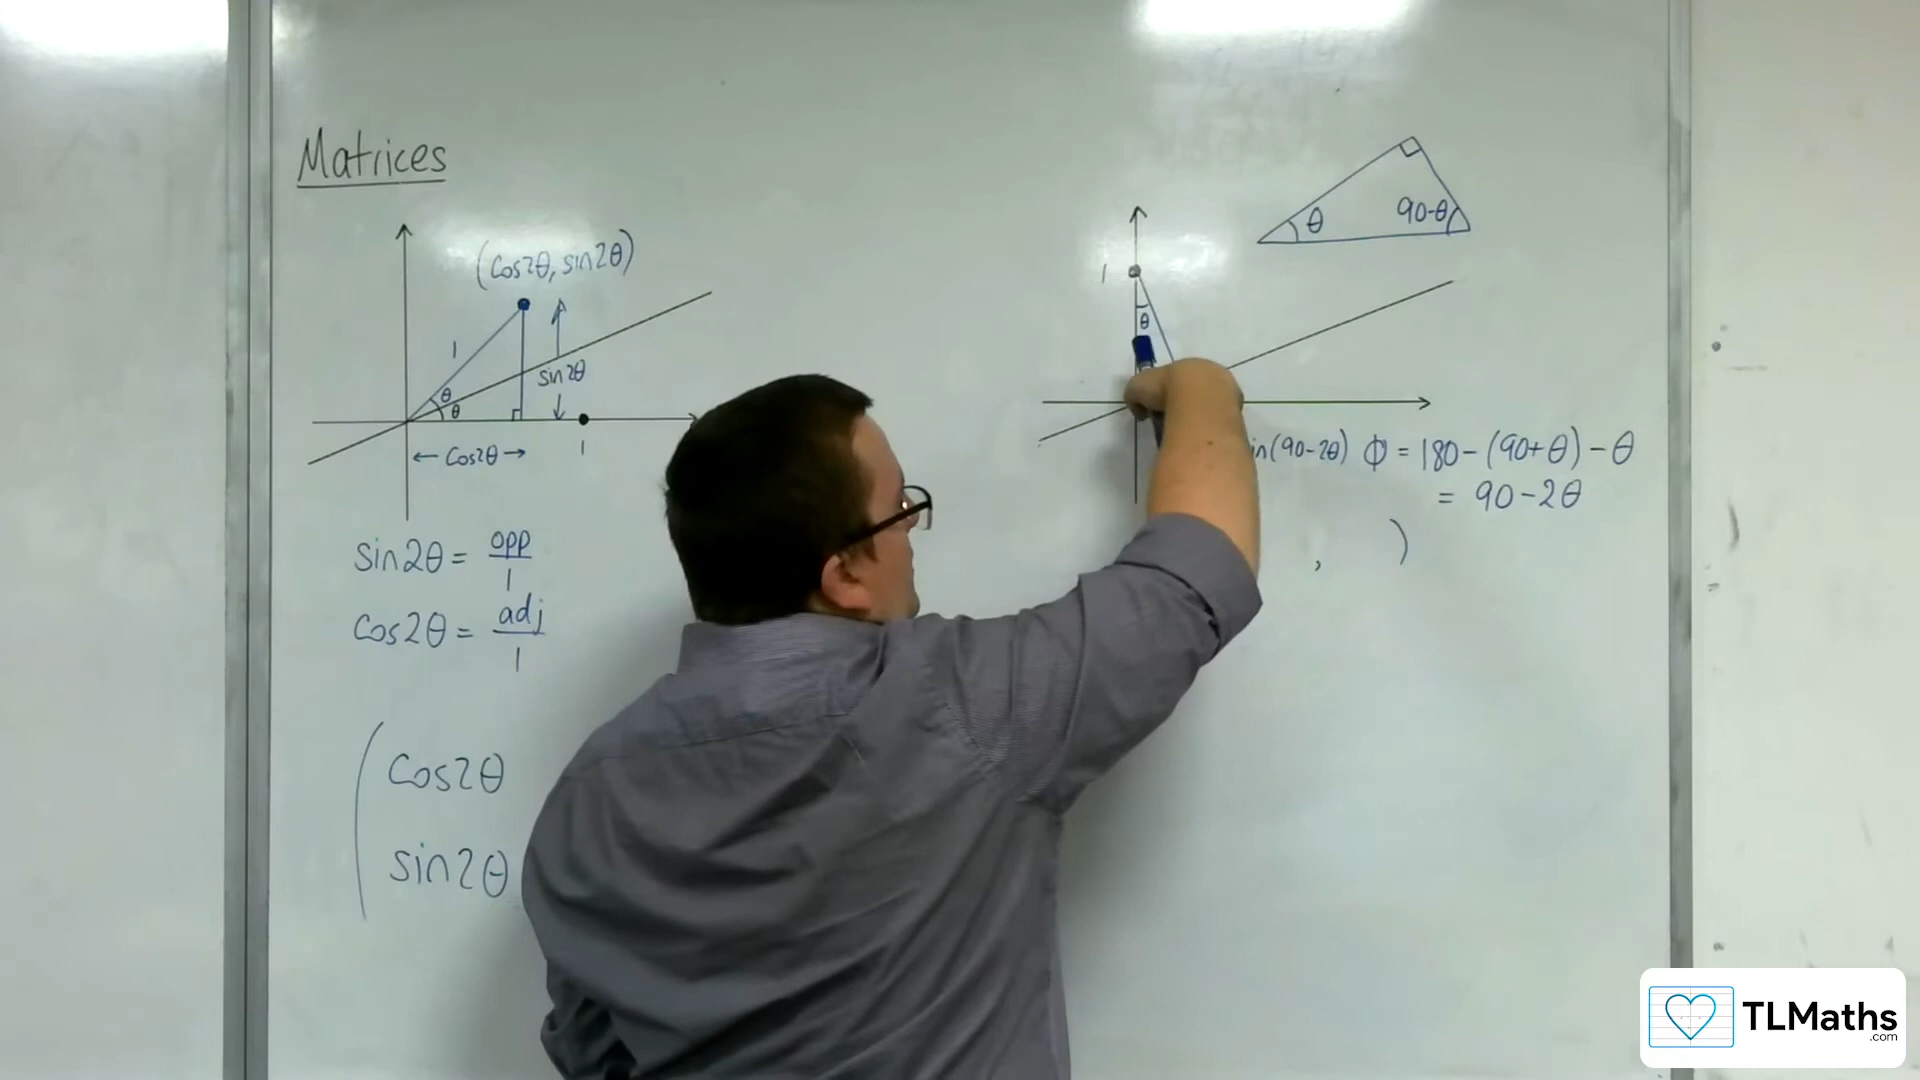 Matrices
(cos2θ, sin2θ)
1
θ
θ
sin2θ
← cos2θ →
1
sin2θ = opp
1
cos2θ = adj
1
( cos2θ
sin2θ
θ
90-θ
1
θ
in(90-2θ)
Φ = 180-(90+θ)-θ
= 90-2θ
, )
TLMaths
.com